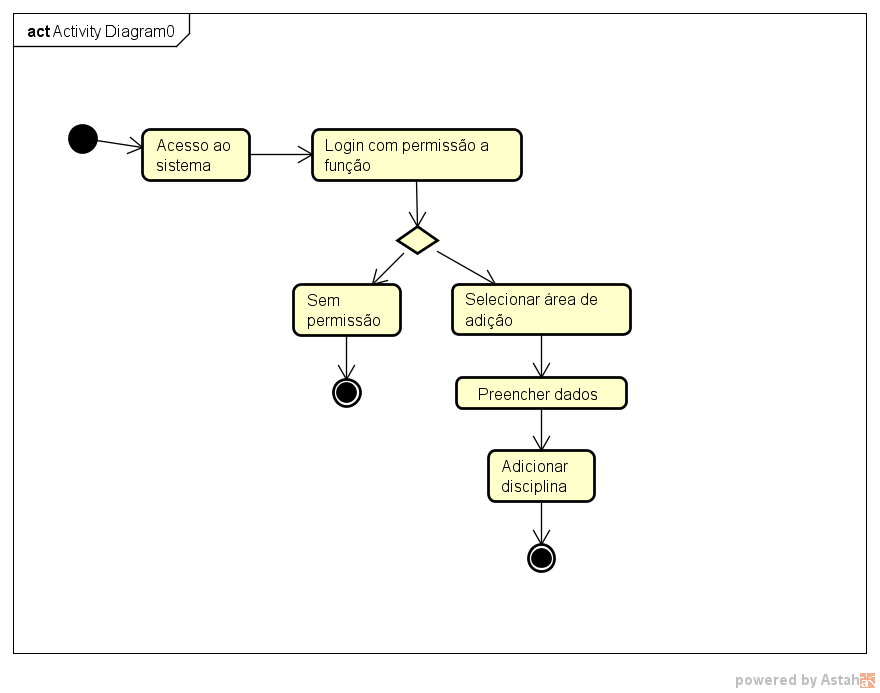 act Activity Diagram0
Acesso ao
sistema
Login com permissão a
função
Sem
permissão
Selecionar área de
adição
Preencher dados
Adicionar
disciplina
powered by Astah